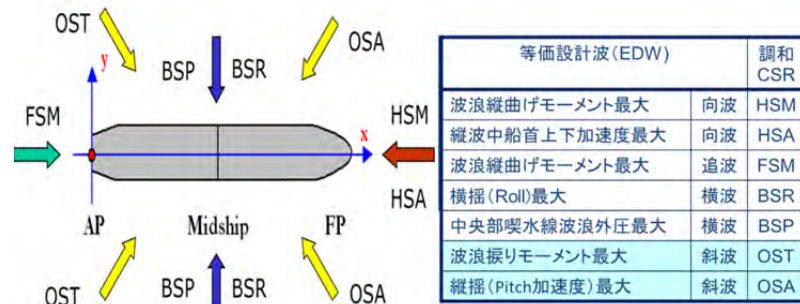 OST
OSA
y
BSP
BSR
FSM
HSM
x
HSA
AP
Midship
FP
OST
BSP
BSR
OSA
等価設計波(EDW) 調和CSR
波浪縦曲げモーメント最大 向波 HSM
縦波中船首上下加速度最大 向波 HSA
波浪縦曲げモーメント最大 追波 FSM
横揺(Roll)最大 横波 BSR
中央部喫水線波浪外圧最大 横波 BSP
波浪捩りモーメント最大 斜波 OST
縦揺(Pitch加速度)最大 斜波 OSA